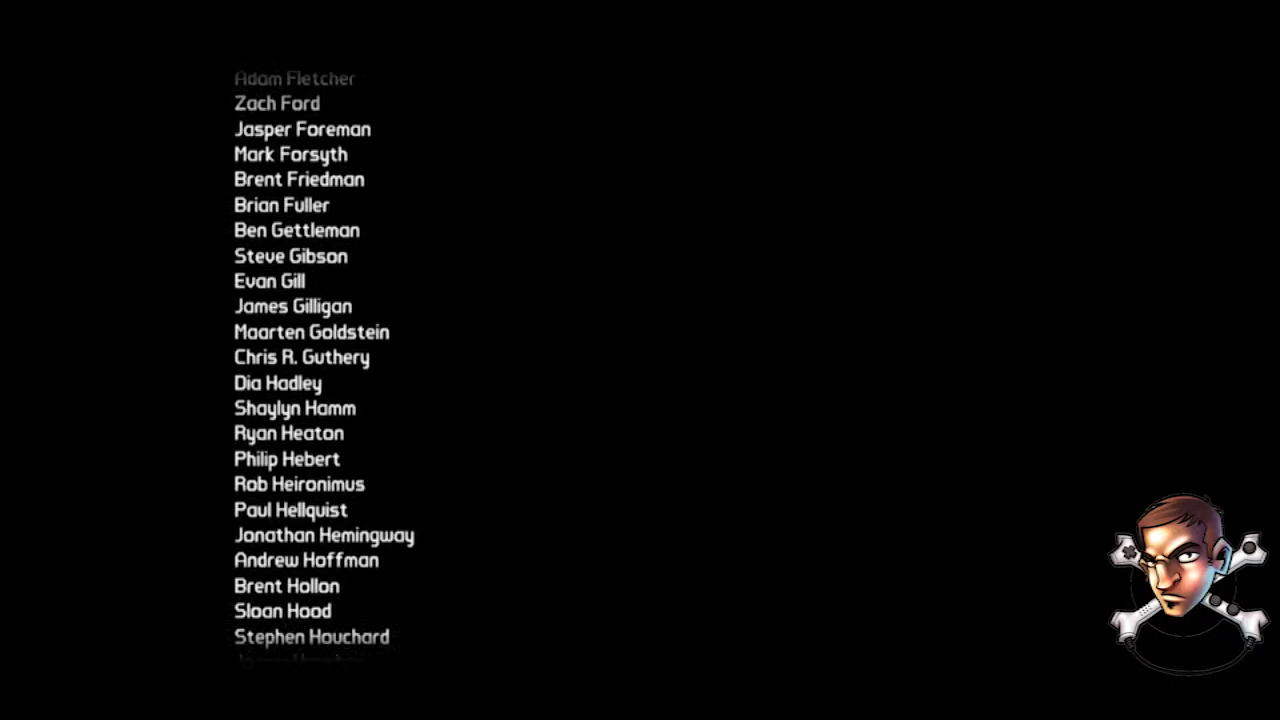 Adam Fletcher
Zach Ford
Jasper Foreman
Mark Forsyth
Brent Friedman
Brian Fuller
Ben Gettleman
Steve Gibson
Evan Gill
James Gilligan
Maarten Goldstein
Chris R. Guthery
Dia Hadley
Shaylyn Hamm
Ryan Heaton
Philip Hebert
Rob Heironimus
Paul Hellquist
Jonathan Hemingway
Andrew Hoffman
Brent Hollon
Sloan Hood
Stephen Houchard